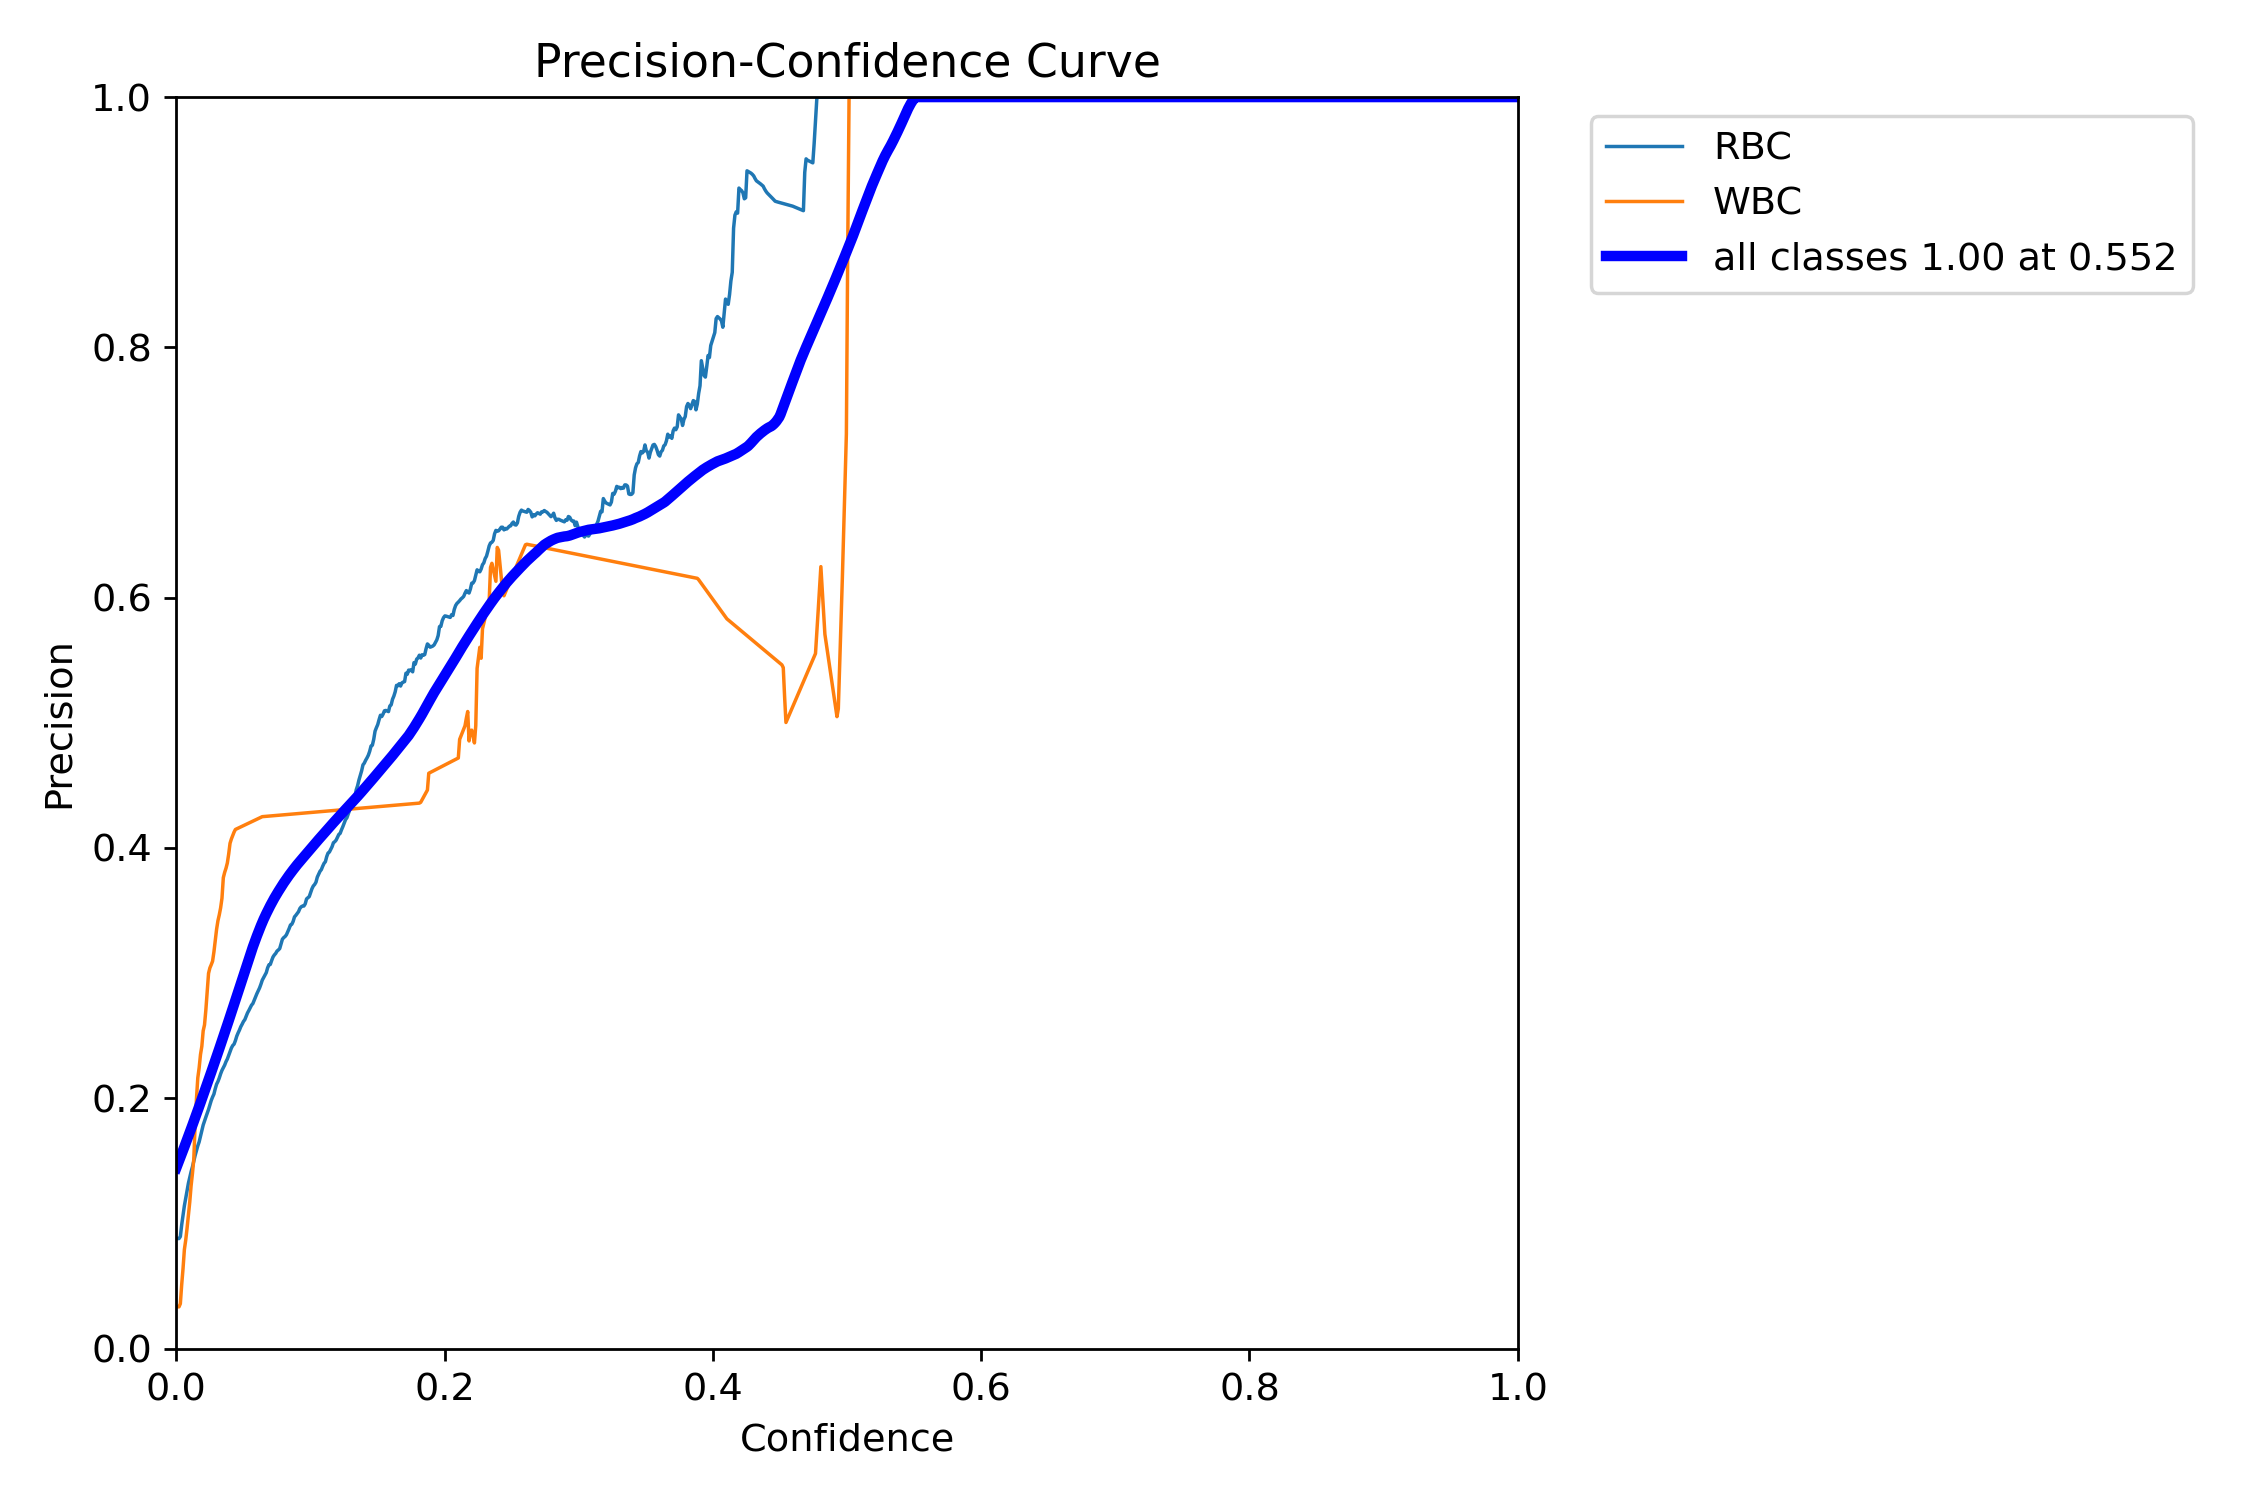 Precision-Confidence Curve
1.0
0.8
0.6
0.4
0.2
0.0
Precision
0.0 0.2 0.4 0.6 0.8 1.0
Confidence
RBC
WBC
all classes 1.00 at 0.552